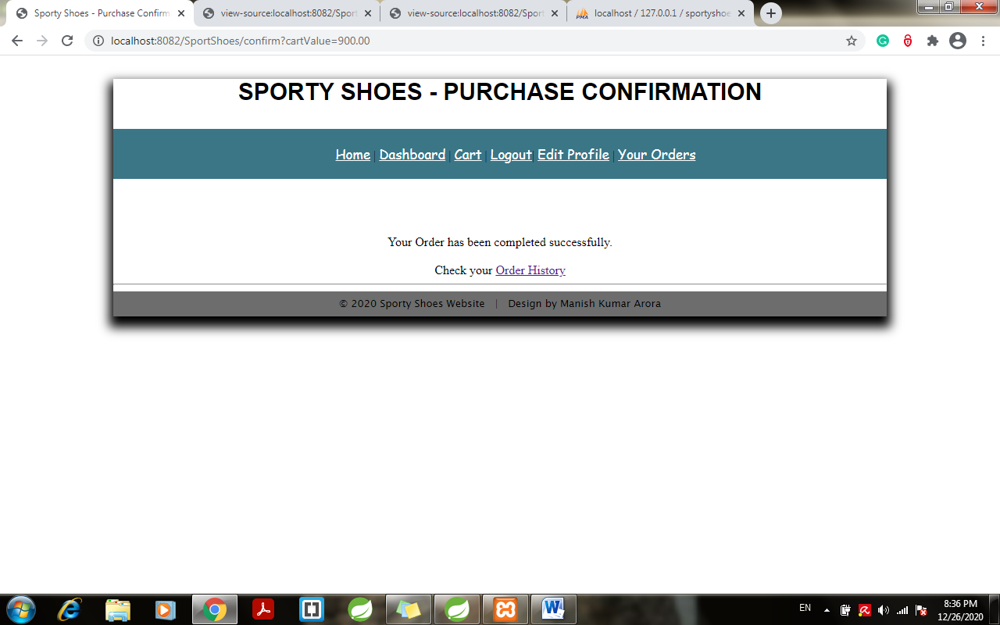 Sporty Shoes - Purchase Confirm
view-source:localhost:8082/Sport
view-source:localhost:8082/Sport
PMA
localhost / 127.0.0.1 / sportyshoe
localhost:8082/SportShoes/confirm?cartValue=900.00
SPORTY SHOES - PURCHASE CONFIRMATION
Home | Dashboard | Cart | Logout| Edit Profile | Your Orders
Your Order has been completed successfully.
Check your Order History
© 2020 Sporty Shoes Website | Design by Manish Kumar Arora
EN
8:36 PM
12/26/2020